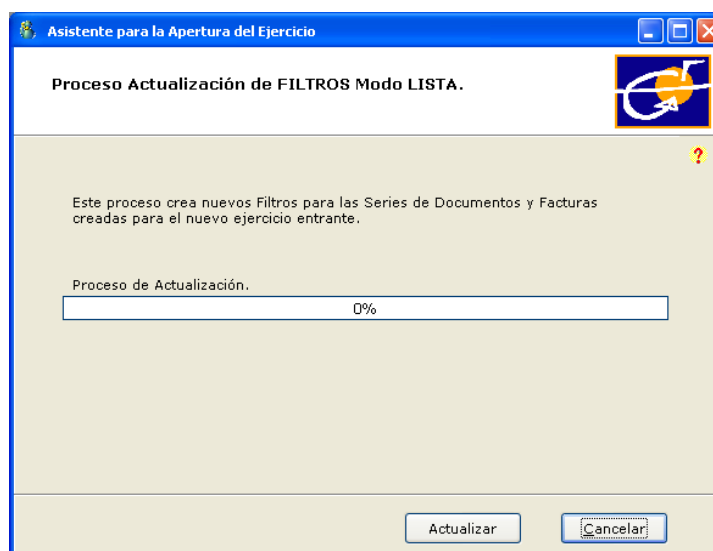 Asistente para la Apertura del Ejercicio
Proceso Actualización de FILTROS Modo LISTA.
?
Este proceso crea nuevos Filtros para las Series de Documentos y Facturas
creadas para el nuevo ejercicio entrante.
Proceso de Actualización.
0%
Actualizar
Cancelar